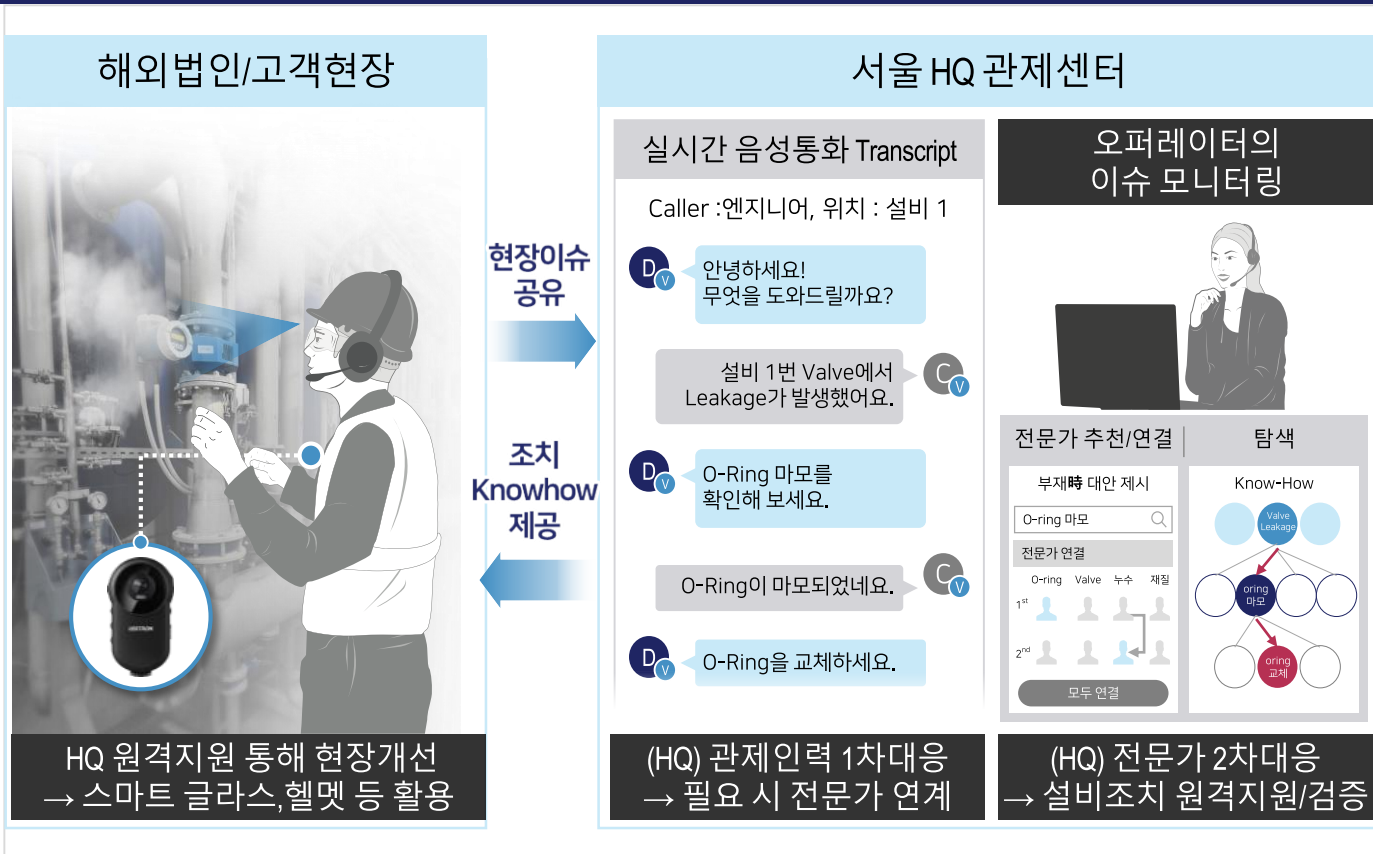 해외법인/고객현장
현장이슈
공유
조치
Knowhow
제공
HQ 원격지원 통해 현장개선
→ 스마트 글라스,헬멧 등 활용
서울 HQ 관제센터
실시간 음성통화 Transcript
Caller :엔지니어, 위치 : 설비 1
D
V
안녕하세요!
무엇을 도와드릴까요?
설비 1번 Valve에서
Leakage가 발생했어요.
C
V
D
V
O-Ring 마모를
확인해 보세요.
O-Ring이 마모되었네요.
C
V
D
V
O-Ring을 교체하세요.
(HQ) 관제인력 1차대응
→ 필요 시 전문가 연계
오퍼레이터의
이슈 모니터링
전문가 추천/연결
부재時 대안 제시
O-ring 마모
전문가 연결
O-ring Valve 누수 재질
1st
2nd
모두 연결
탐색
Know-How
Valve
Leakage
oring
마모
oring
교체
(HQ) 전문가 2차대응
→ 설비조치 원격지원/검증